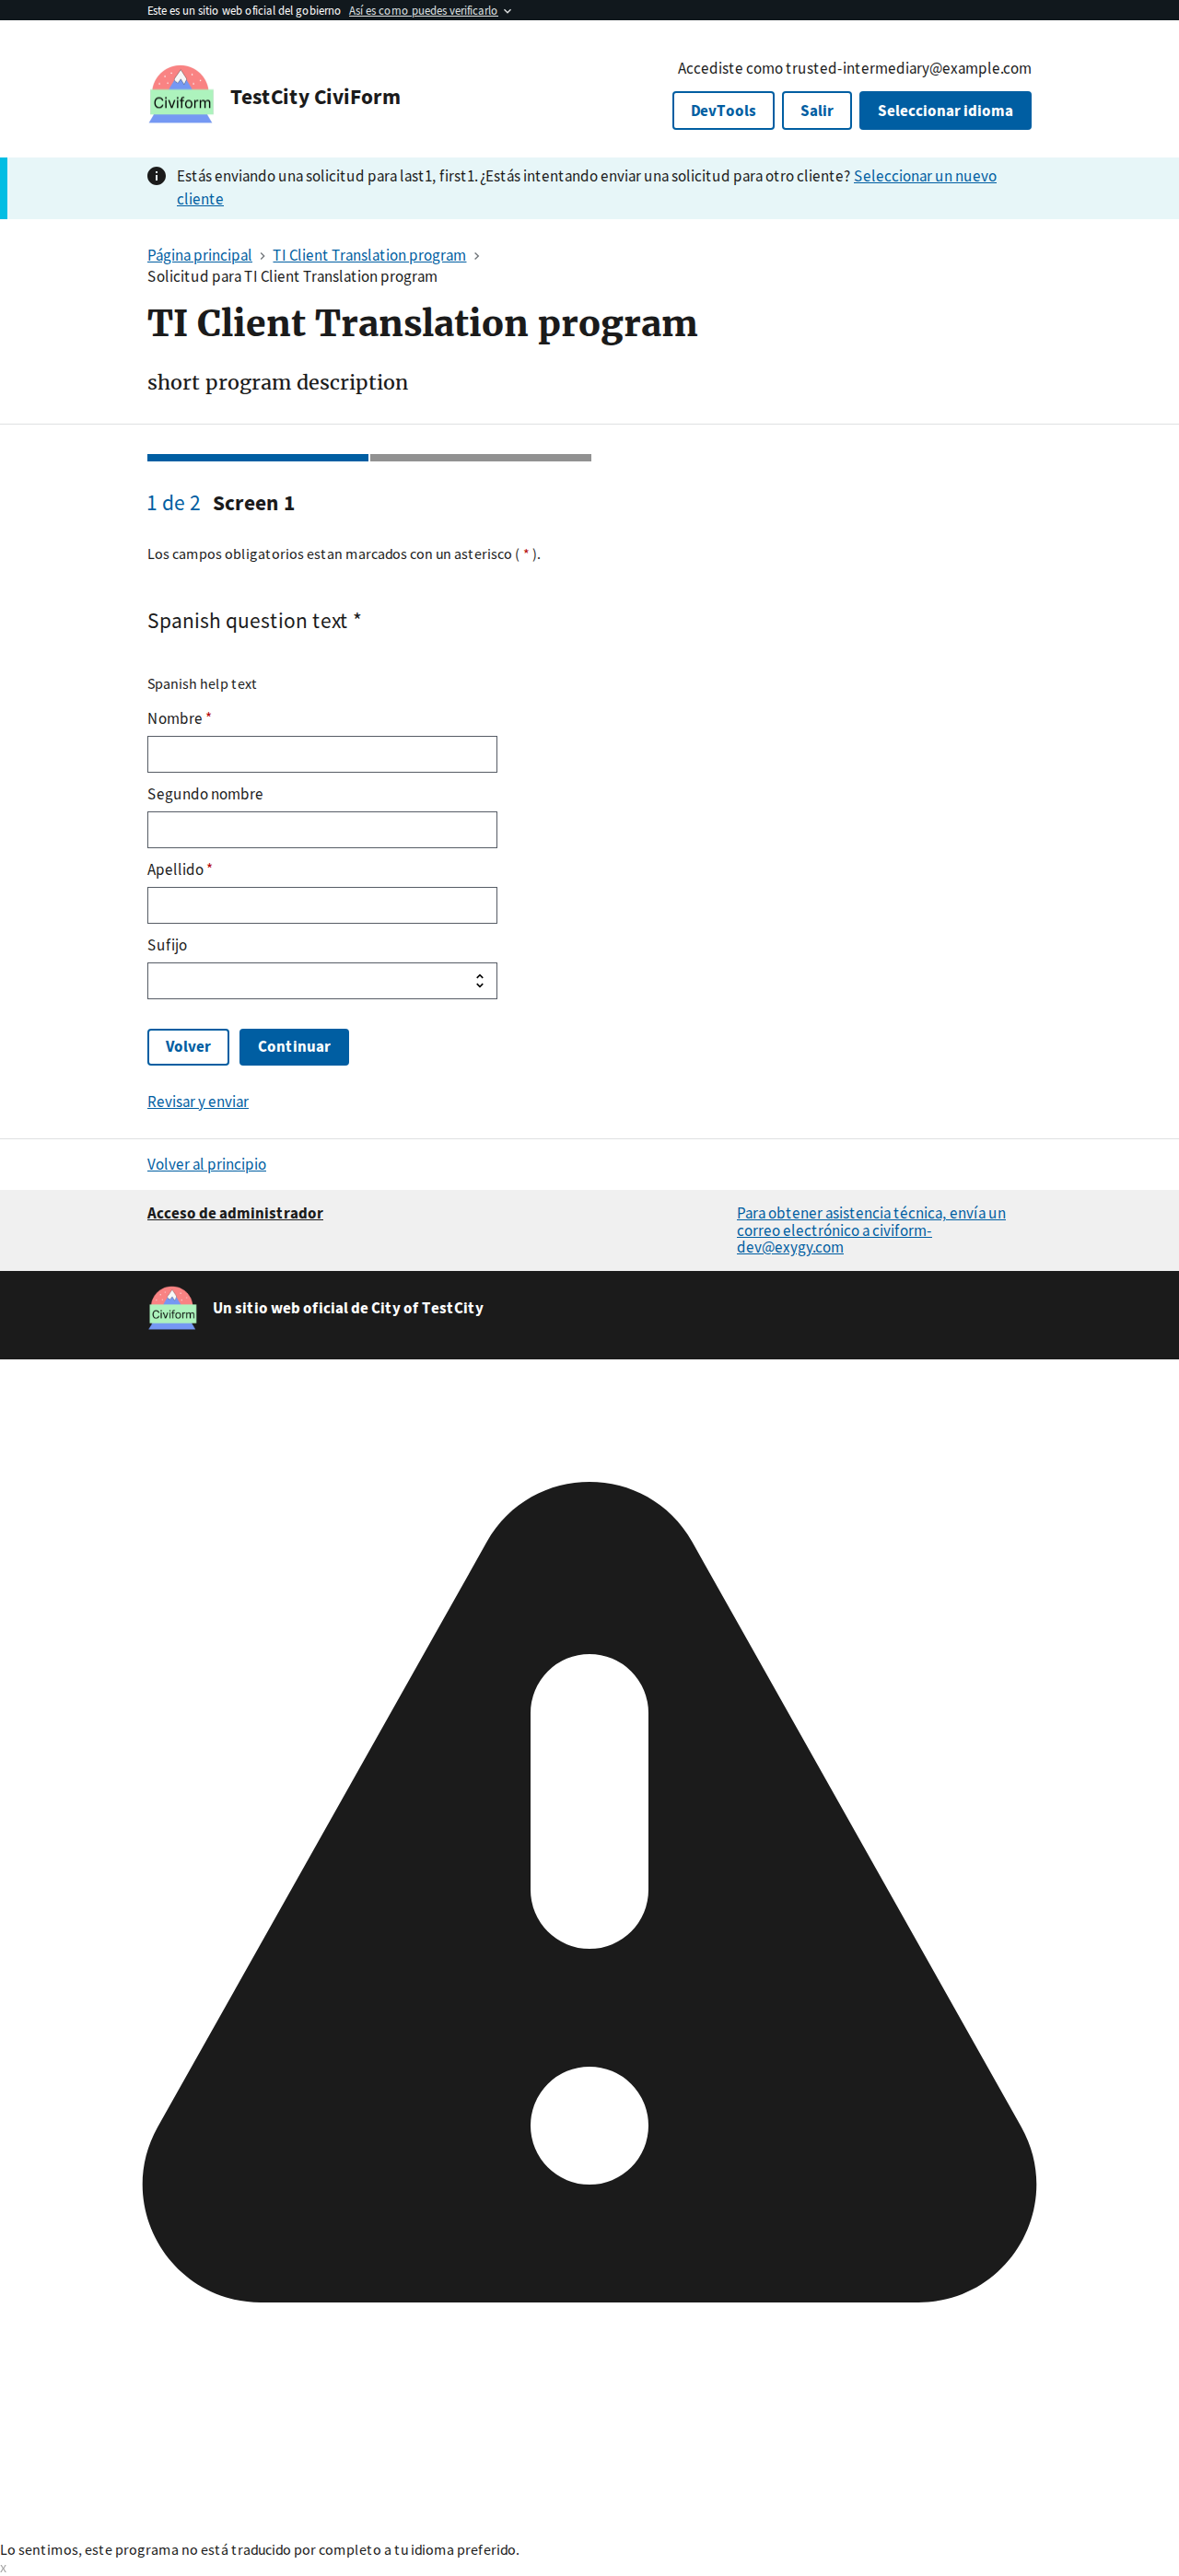 Este es un sitio web oficial del gobierno Así es como puedes verificarlo
Accediste como trusted-intermediary@example.com
Civiform
TestCity CiviForm
DevTools
Salir
Seleccionar idioma
Estás enviando una solicitud para last1, first1. ¿Estás intentando enviar una solicitud para otro cliente? Seleccionar un nuevo
cliente
Página principal > TI Client Translation program >
Solicitud para TI Client Translation program
TI Client Translation program
short program description
1 de 2 Screen 1
Los campos obligatorios estan marcados con un asterisco ( * ).
Spanish question text *
Spanish help text
Nombre *
Segundo nombre
Apellido *
Sufijo
Volver
Continuar
Revisar y enviar
Volver al principio
Acceso de administrador
Para obtener asistencia técnica, envía un
correo electrónico a civiform-
dev@exygy.com
Civiform
Un sitio web oficial de City of TestCity
Lo sentimos, este programa no está traducido por completo a tu idioma preferido.
x